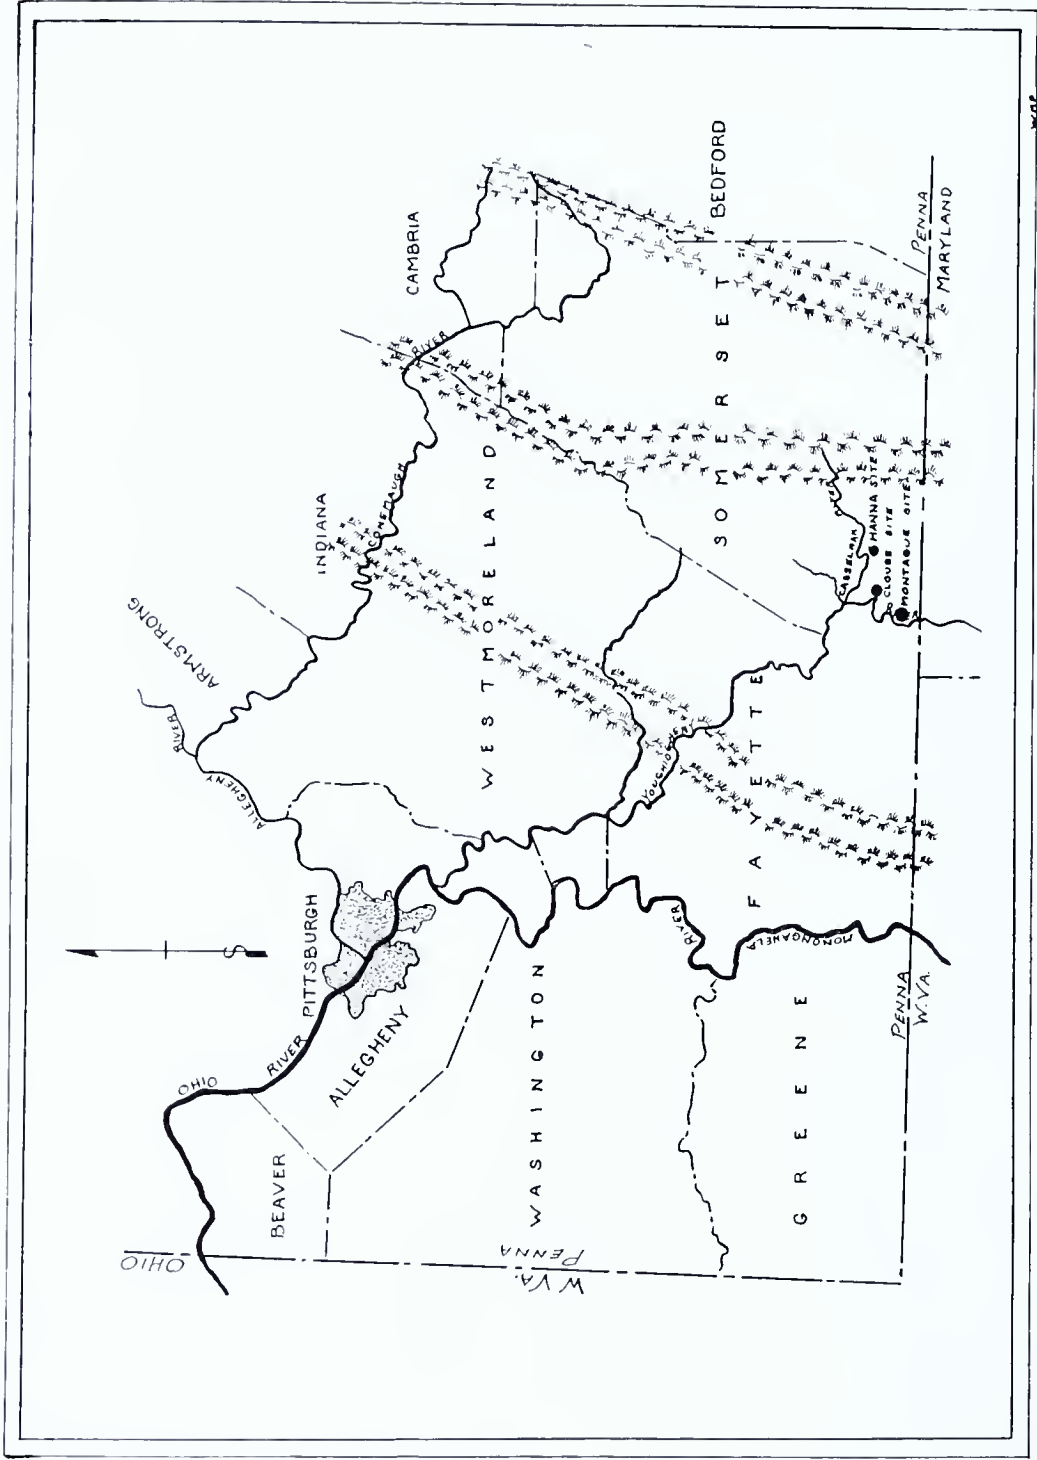 WAP
OHIO
W VA.
PENNA
OHIO
RIVER
BEAVER
PITTSBURGH
ALLEGHENY
ALLEGHENY
RIVER
ARMSTRONG
INDIANA
CONEMAUGH
RIVER
CAMBRIA
WESTMORELAND
WASHINGTON
SOMERSET
BEDFORD
FAYETTE
GREENE
RIVER
MONONGAHELA
CASSELMAN
RIVER
HANNA SITE
CLOUSE SITE
MONTAGUE SITE
PENNA
W.VA.
PENNA
MARYLAND
S